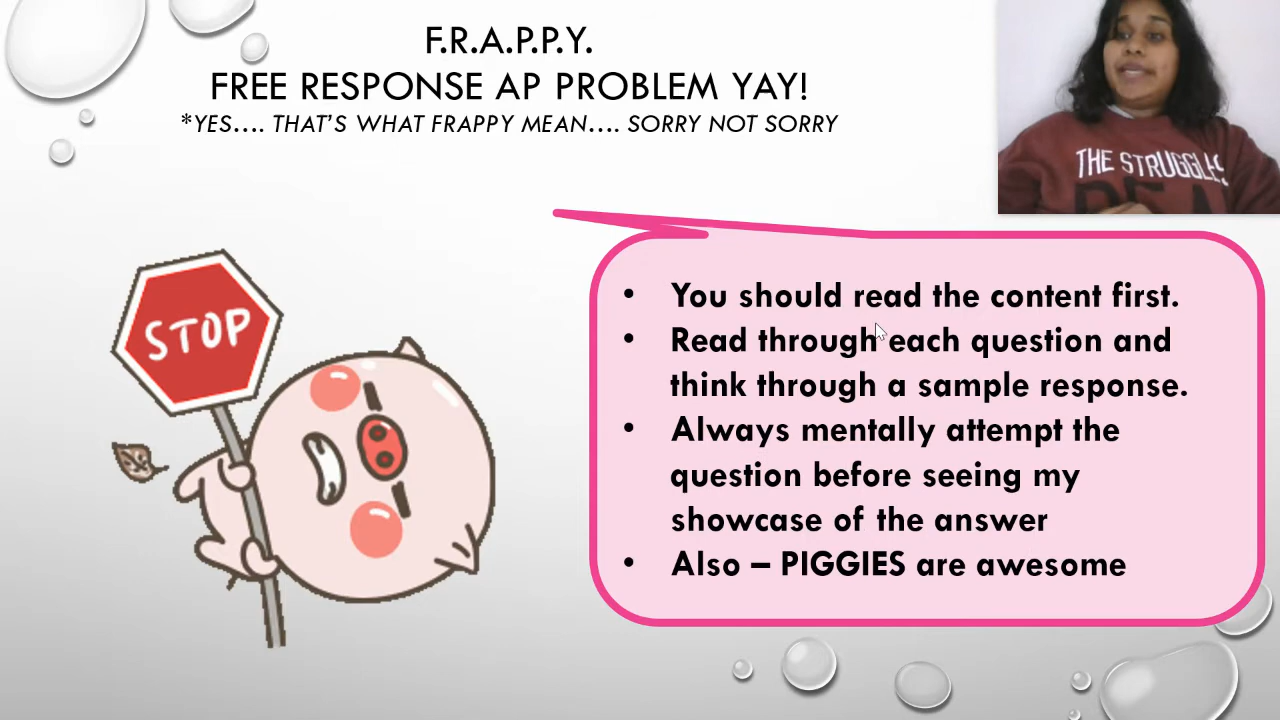 F.R.A.P.P.Y.
FREE RESPONSE AP PROBLEM YAY!
*YES.... THAT'S WHAT FRAPPY MEAN.... SORRY NOT SORRY
THE STRUGGLES
STOP
• You should read the content first.
• Read through each question and
think through a sample response.
• Always mentally attempt the
question before seeing my
showcase of the answer
• Also – PIGGIES are awesome